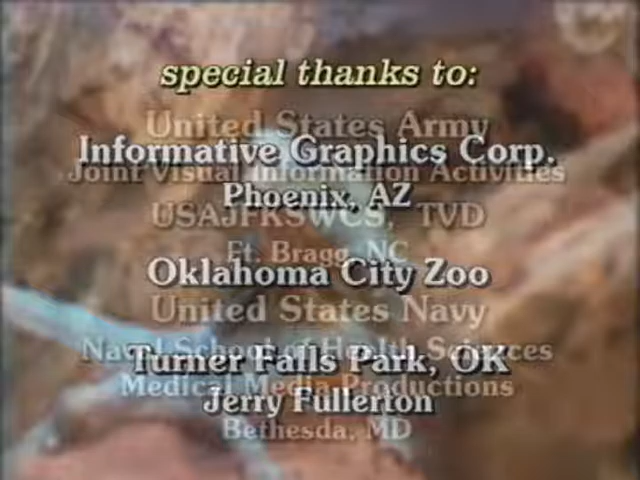 special thanks to:
United States Army
Informative Graphics Corp.
Joint Visual Information Activities
Phoenix, AZ
USAJFKSWCS, TVD
Ft. Bragg, NC
Oklahoma City Zoo
United States Navy
Naval School of Health Sciences
Turner Falls Park, OK
Medical Media Productions
Jerry Fullerton
Bethesda, MD